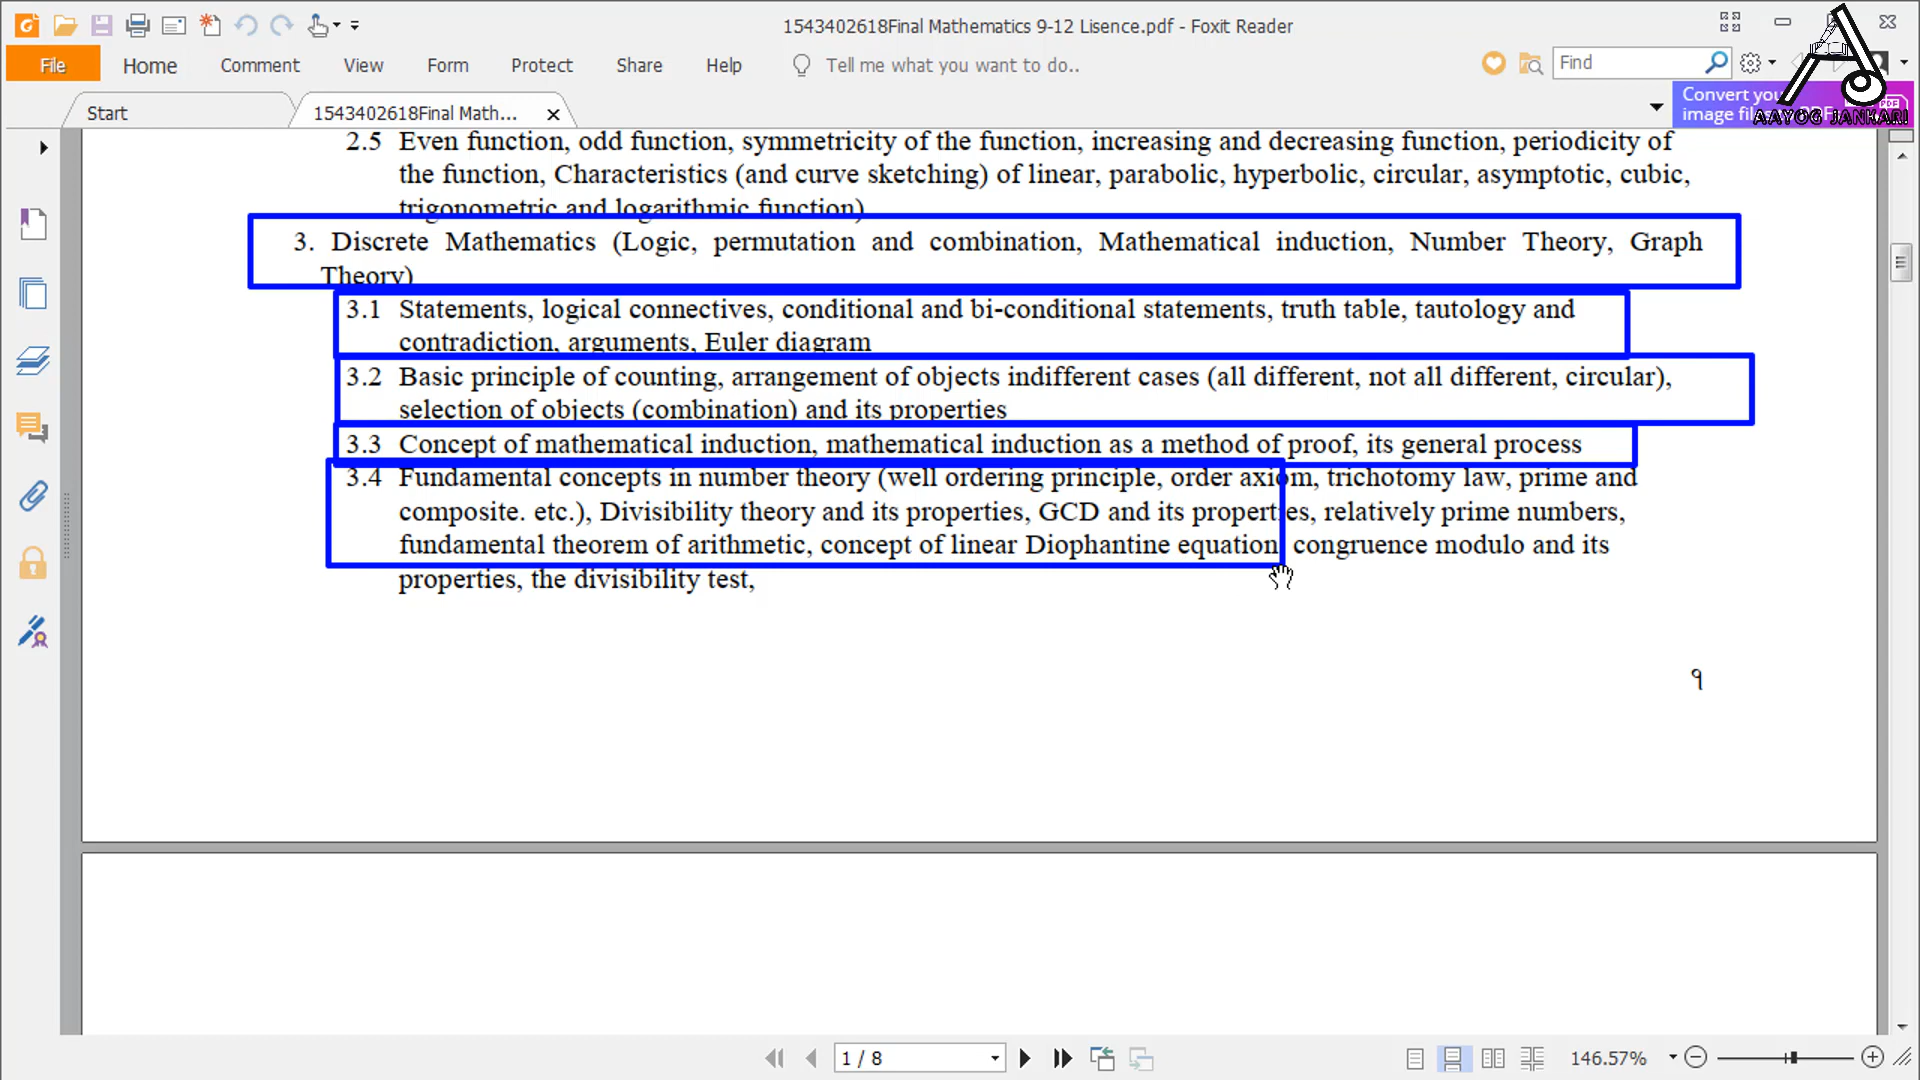 1543402618Final Mathematics 9-12 Lisence.pdf - Foxit Reader
File Home Comment View Form Protect Share Help Tell me what you want to do.. Find
Start 1543402618Final Math...
Convert you
image file
AAYOG JANKARI
2.5 Even function, odd function, symmetricity of the function, increasing and decreasing function, periodicity of
the function, Characteristics (and curve sketching) of linear, parabolic, hyperbolic, circular, asymptotic, cubic,
trigonometric and logarithmic function)
3. Discrete Mathematics (Logic, permutation and combination, Mathematical induction, Number Theory, Graph
Theory)
3.1 Statements, logical connectives, conditional and bi-conditional statements, truth table, tautology and
contradiction, arguments, Euler diagram
3.2 Basic principle of counting, arrangement of objects indifferent cases (all different, not all different, circular),
selection of objects (combination) and its properties
3.3 Concept of mathematical induction, mathematical induction as a method of proof, its general process
3.4 Fundamental concepts in number theory (well ordering principle, order axiom, trichotomy law, prime and
composite. etc.), Divisibility theory and its properties, GCD and its properties, relatively prime numbers,
fundamental theorem of arithmetic, concept of linear Diophantine equation, congruence modulo and its
properties, the divisibility test,
१
1 / 8 146.57%